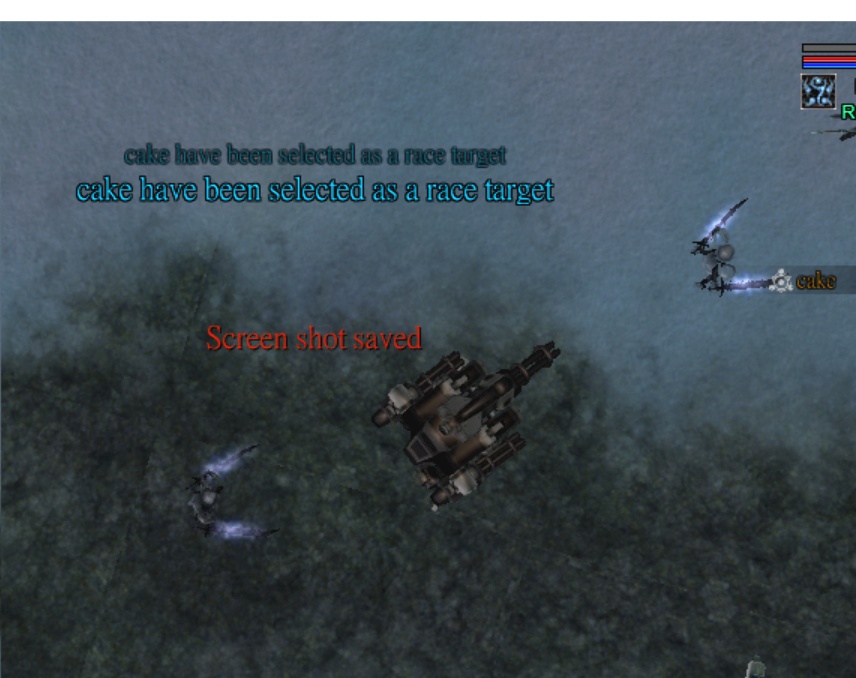 R
cake have been selected as a race target
cake have been selected as a race target
cake
Screen shot saved